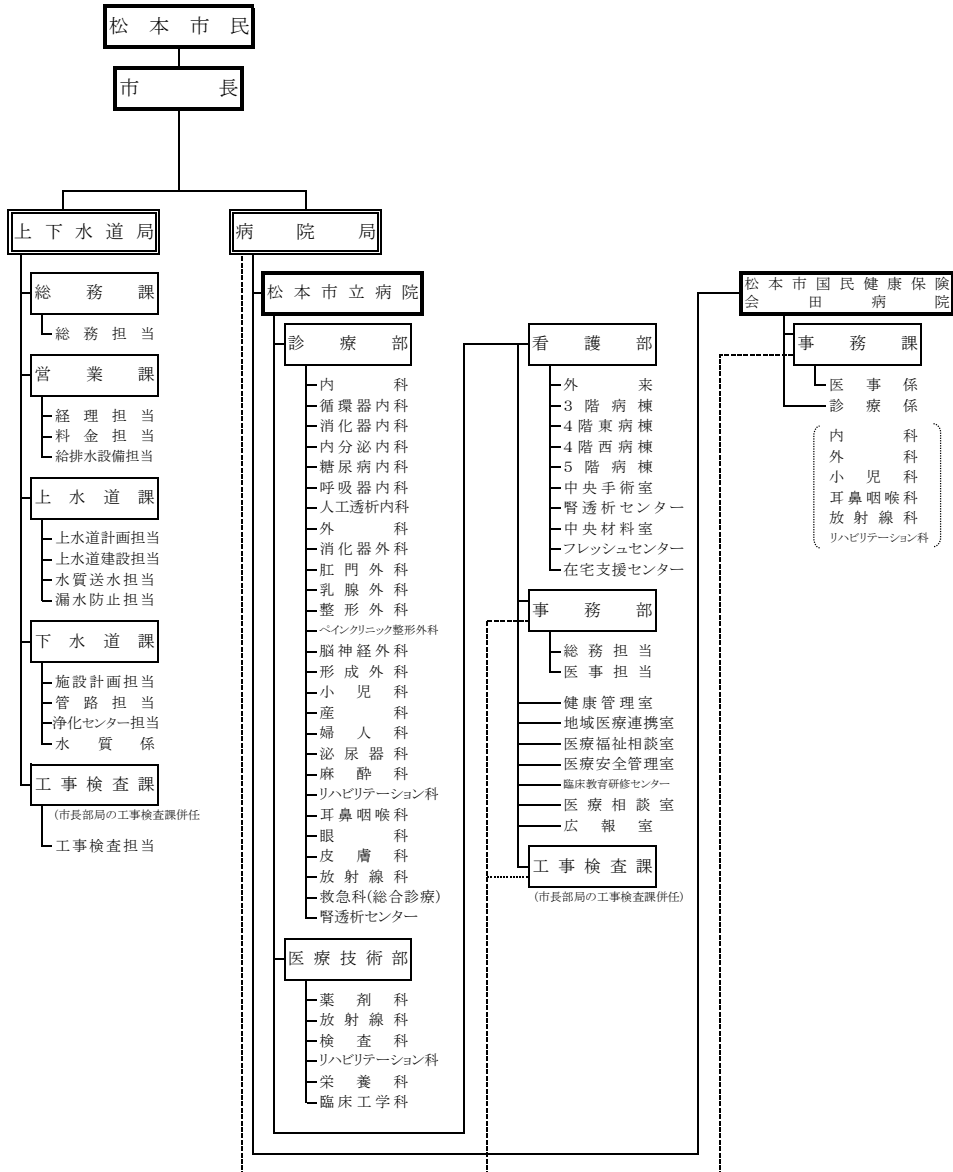 松本市民
市長
上下水道局
総務課
総務担当
営業課
経理担当
料金担当
給排水設備担当
上水道課
上水道計画担当
上水道建設担当
水質送水担当
漏水防止担当
下水道課
施設計画担当
管路担当
浄化センター担当
水質係
工事検査課
(市長部局の工事検査課併任
工事検査担当
病院局
松本市立病院
診療部
内科
循環器内科
消化器内科
内分泌内科
糖尿病内科
呼吸器内科
人工透析内科
外科
消化器外科
肛門外科
乳腺外科
整形外科
ペインクリニック整形外科
脳神経外科
形成外科
小児科
産科
婦人科
泌尿器科
麻酔科
リハビリテーション科
耳鼻咽喉科
眼科
皮膚科
放射線科
救急科(総合診療)
腎透析センター
医療技術部
薬剤科
放射線科
検査科
リハビリテーション科
栄養科
臨床工学科
看護部
外来
3階病棟
4階東病棟
4階西病棟
5階病棟
中央手術室
腎透析センター
中央材料室
フレッシュセンター
在宅支援センター
事務部
総務担当
医事担当
健康管理室
地域医療連携室
医療福祉相談室
医療安全管理室
臨床教育研修センター
医療相談室
広報室
工事検査課
(市長部局の工事検査課併任)
松本市国民健康保険
会田病院
事務課
医事係
診療係
内科
外科
小児科
耳鼻咽喉科
放射線科
リハビリテーション科